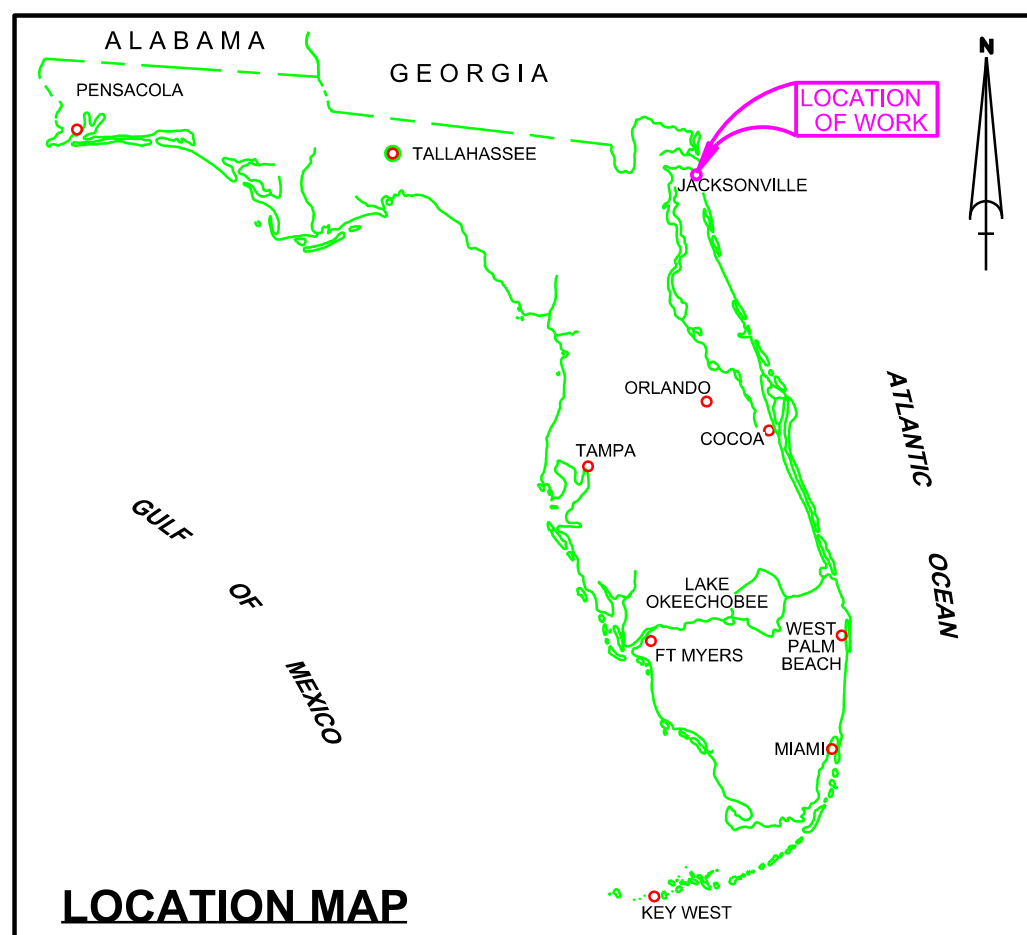 ALABAMA
GEORGIA
N
PENSACOLA
LOCATION
OF WORK
TALLAHASSEE
JACKSONVILLE
ORLANDO
COCOA
TAMPA
ATLANTIC
OCEAN
GULF
OF
MEXICO
LAKE
OKEECHOBEE
WEST
PALM
BEACH
FT MYERS
MIAMI
KEY WEST
LOCATION MAP